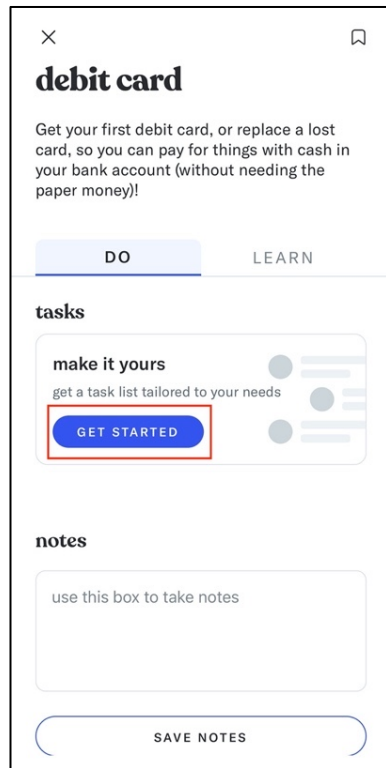 debit card
Get your first debit card, or replace a lost
card, so you can pay for things with cash in
your bank account (without needing the
paper money)!
DO
LEARN
tasks
make it yours
get a task list tailored to your needs
GET STARTED
notes
use this box to take notes
SAVE NOTES